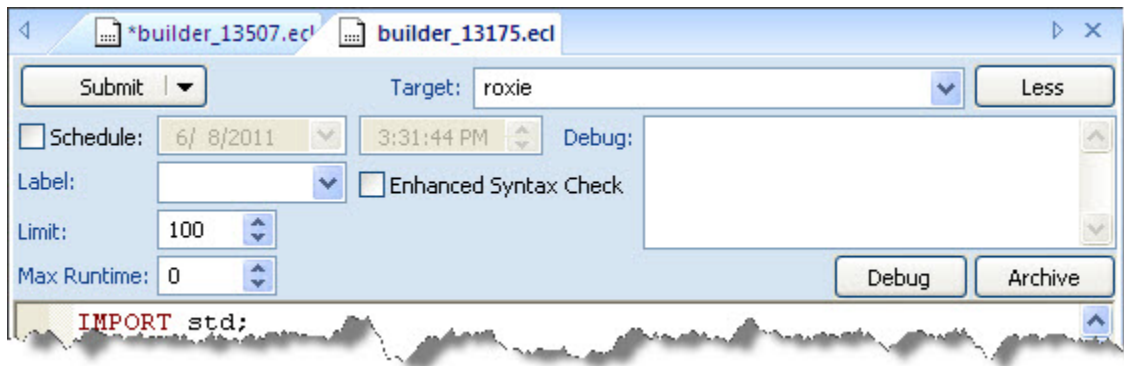 *builder_13507.ecl builder_13175.ecl
Submit Target: roxie Less
Schedule: 6/ 8/2011 3:31:44 PM Debug:
Label: Enhanced Syntax Check
Limit: 100
Max Runtime: 0 Debug Archive
IMPORT std;